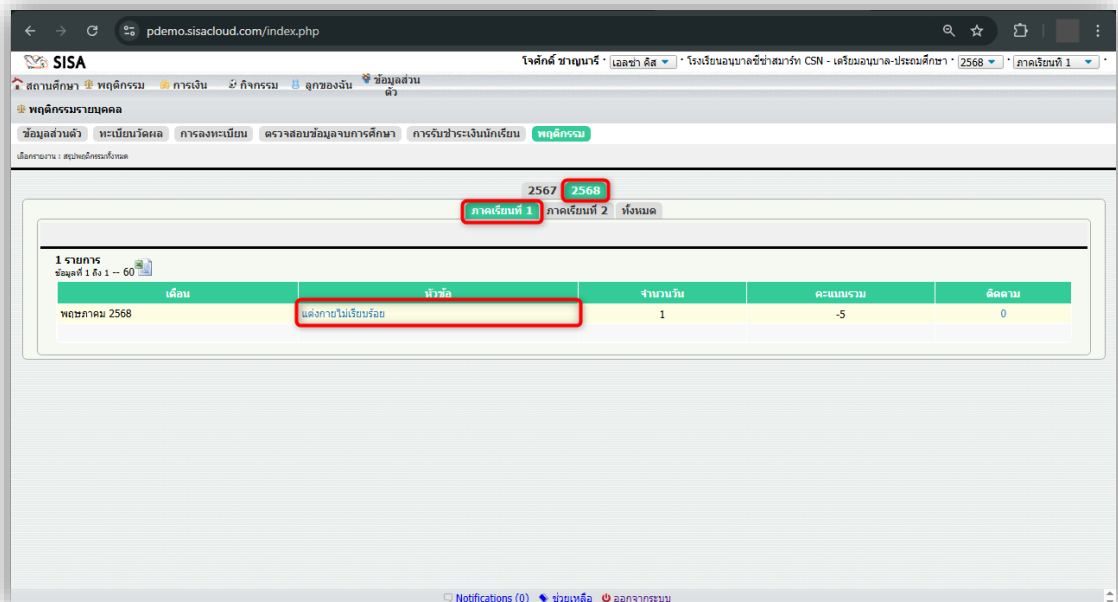 pdemo.sisacloud.com/index.php
SISA
โจศักดิ์ ชาญนารี · เอลซ่า คิส · โรงเรียนอนุบาลซีซ่าสมาร์ท CSN - เตรียมอนุบาล-ประถมศึกษา · 2568 · ภาคเรียนที่ 1
สถานศึกษา พฤติกรรม การเงิน กิจกรรม ลูกของฉัน ข้อมูลส่วน
ตัว
พฤติกรรมรายบุคคล
ข้อมูลส่วนตัว ทะเบียนวัดผล การลงทะเบียน ตรวจสอบข้อมูลจบการศึกษา การรับชำระเงินนักเรียน พฤติกรรม
เลือกรายงาน : สรุปพฤติกรรมทั้งหมด
2567 2568
ภาคเรียนที่ 1 ภาคเรียนที่ 2 ทั้งหมด
1 รายการ
ข้อมูลที่ 1 ถึง 1 -- 60
เดือน หัวข้อ จำนวนวัน คะแนนรวม ติดตาม
พฤษภาคม 2568 แต่งกายไม่เรียบร้อย 1 -5 0
Notifications (0) ช่วยเหลือ ออกจากระบบ